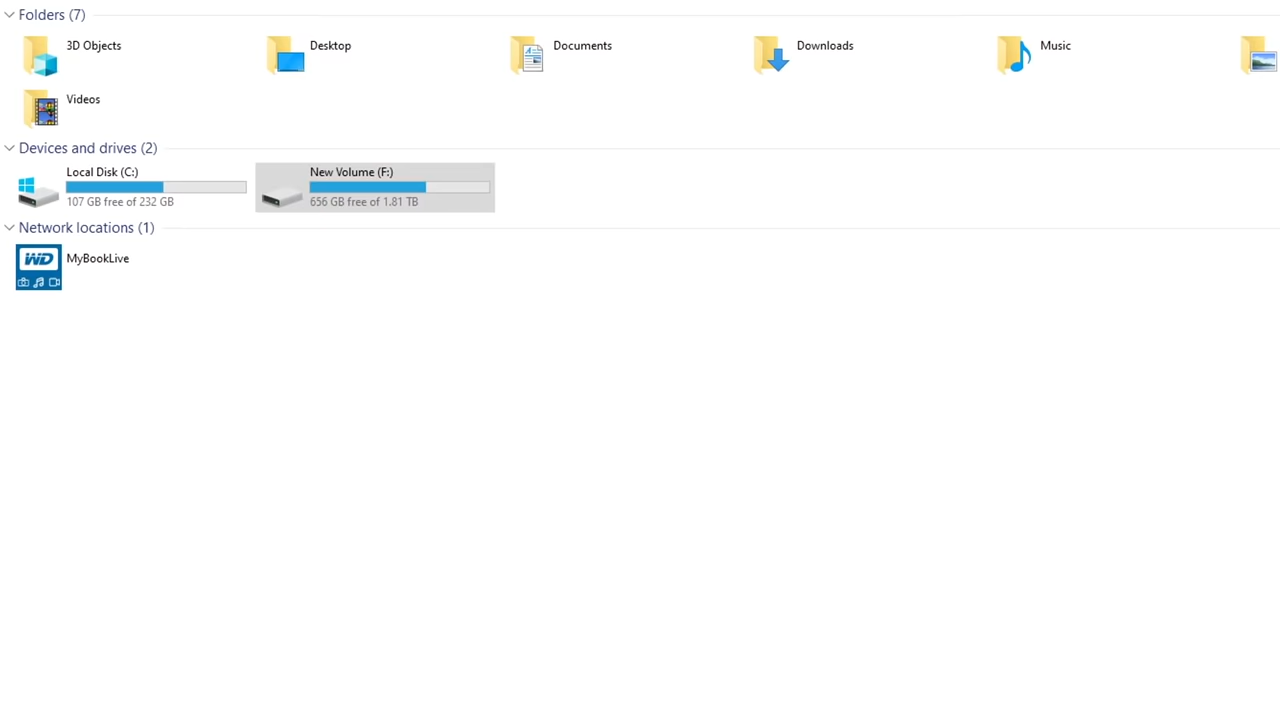 Folders (7)
3D Objects
Desktop
Documents
Downloads
Music
Videos
Devices and drives (2)
Local Disk (C:)
107 GB free of 232 GB
New Volume (F:)
656 GB free of 1.81 TB
Network locations (1)
WD
MyBookLive